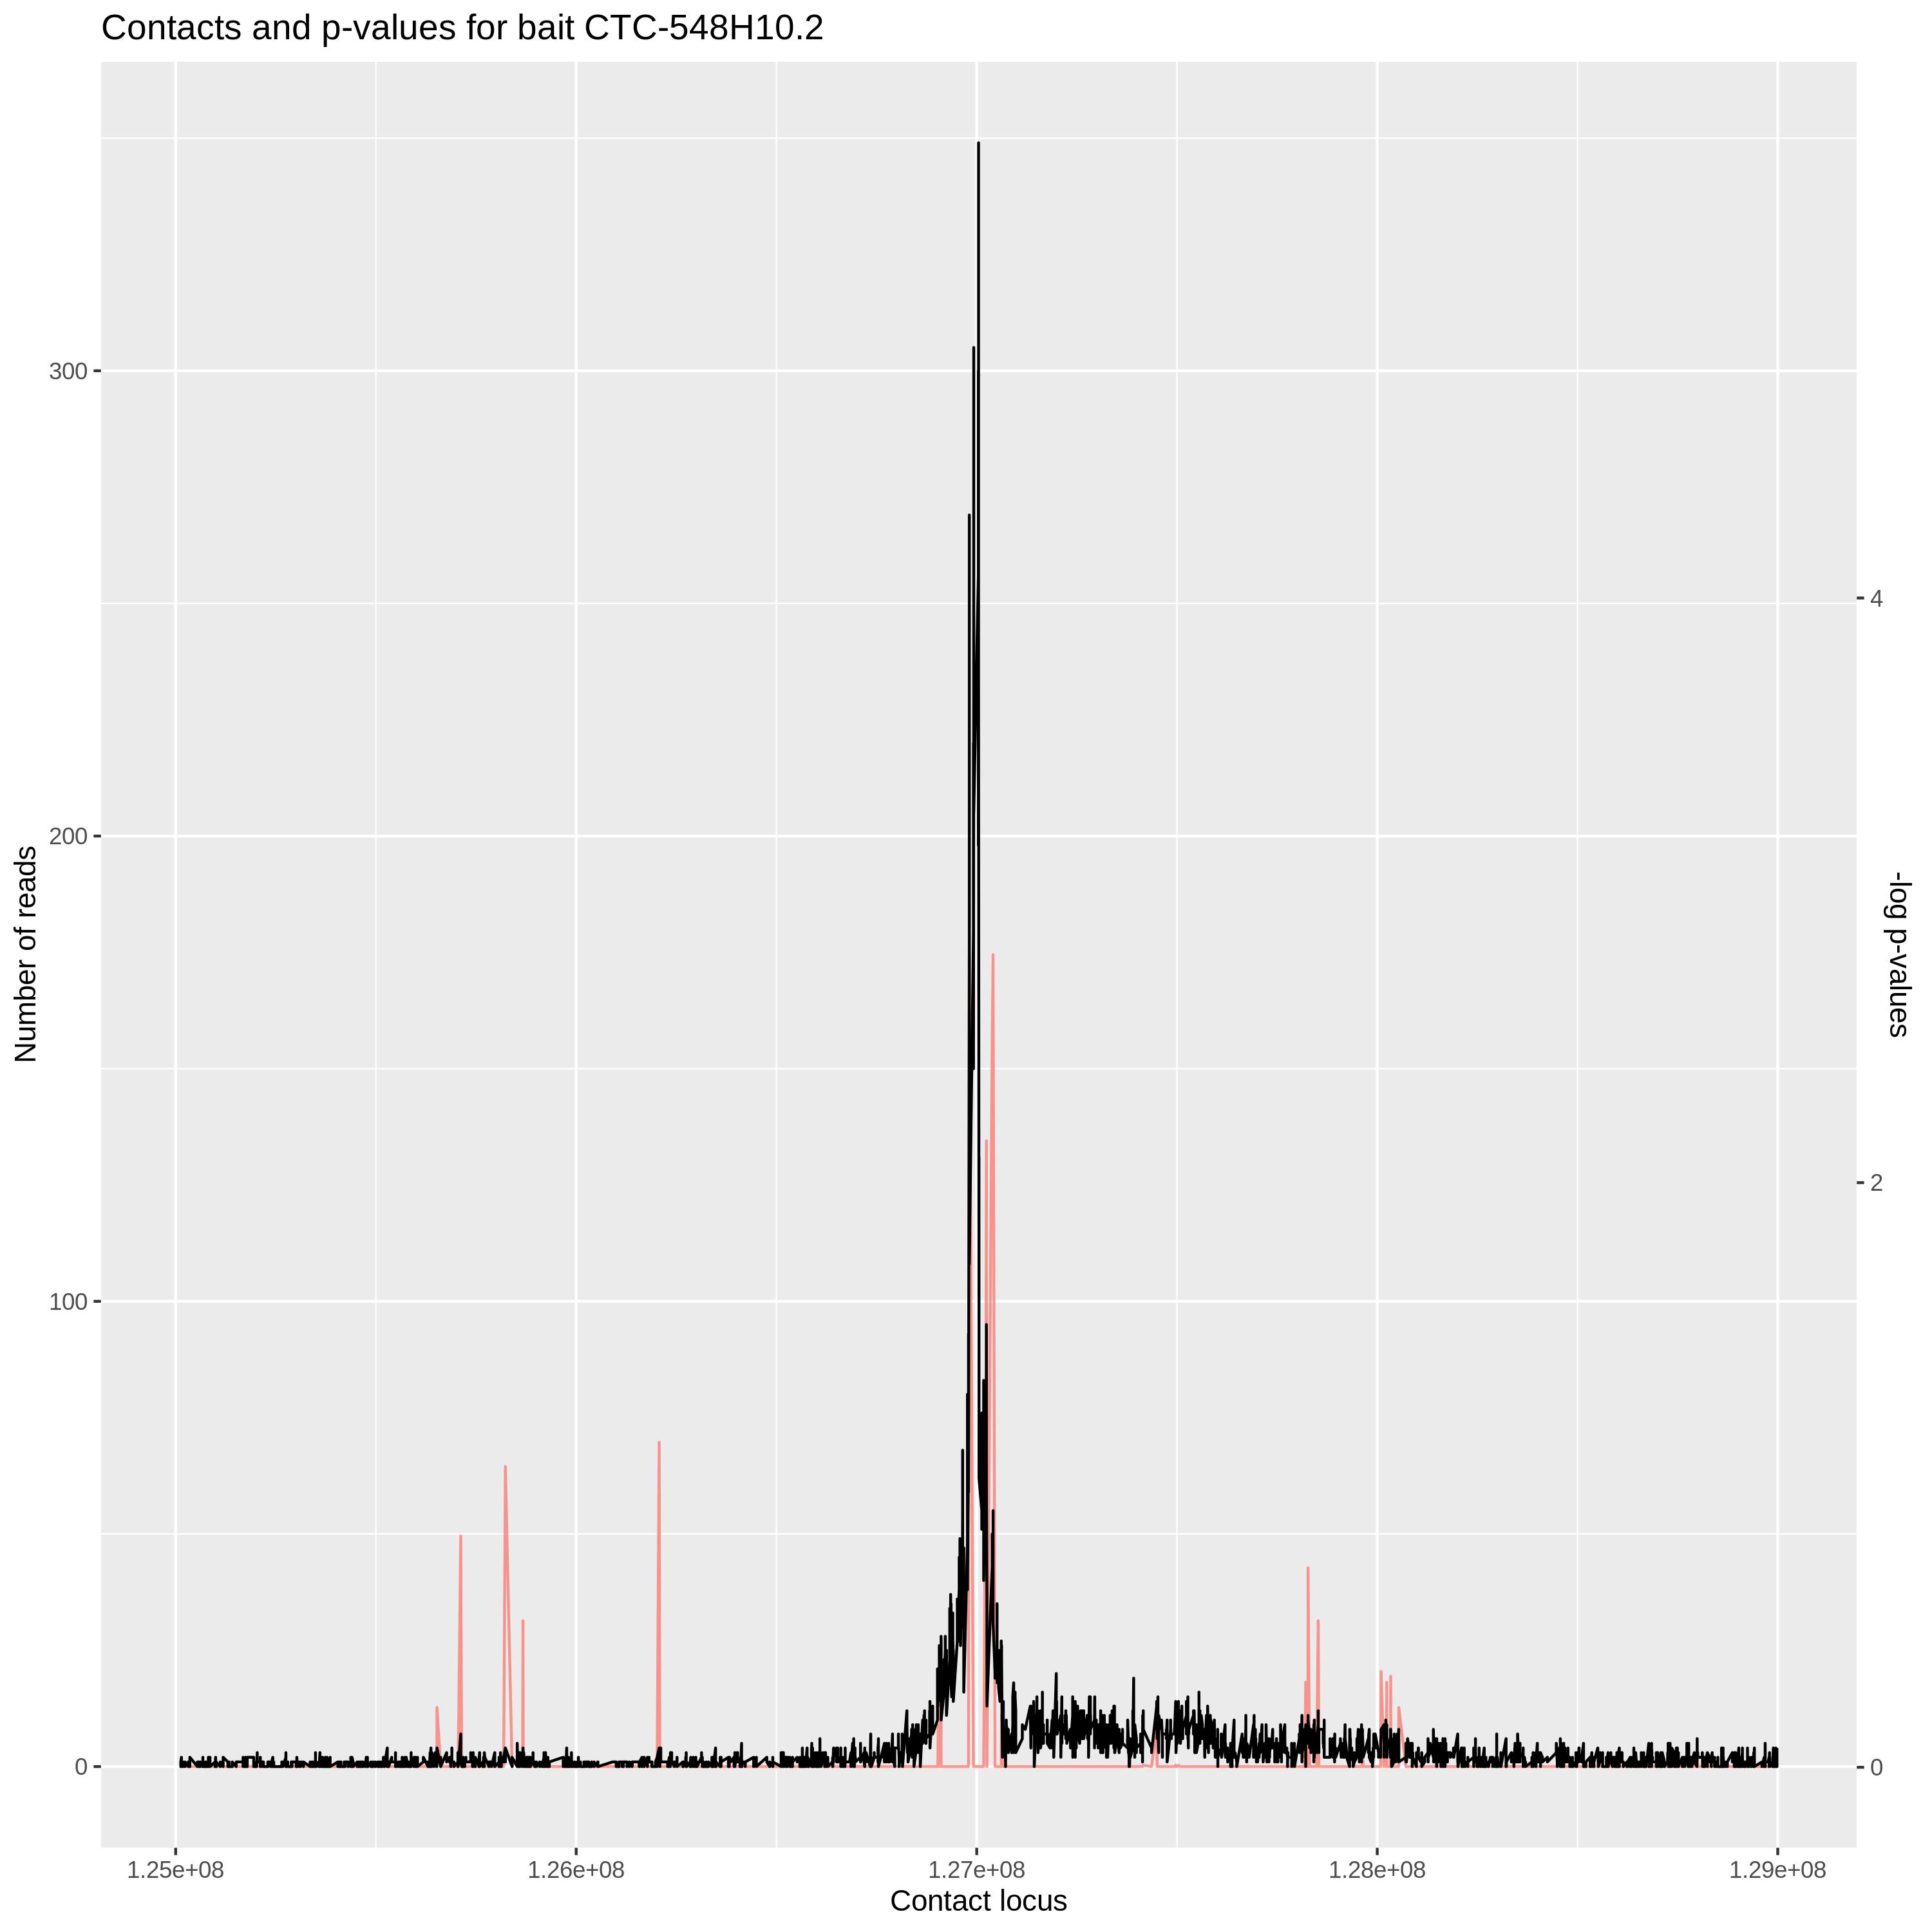 Contacts and p-values for bait CTC-548H10.2
Number of reads
300
200
100
0
4
2
0
-log p-values
1.25e+08 1.26e+08 1.27e+08 1.28e+08 1.29e+08
Contact locus